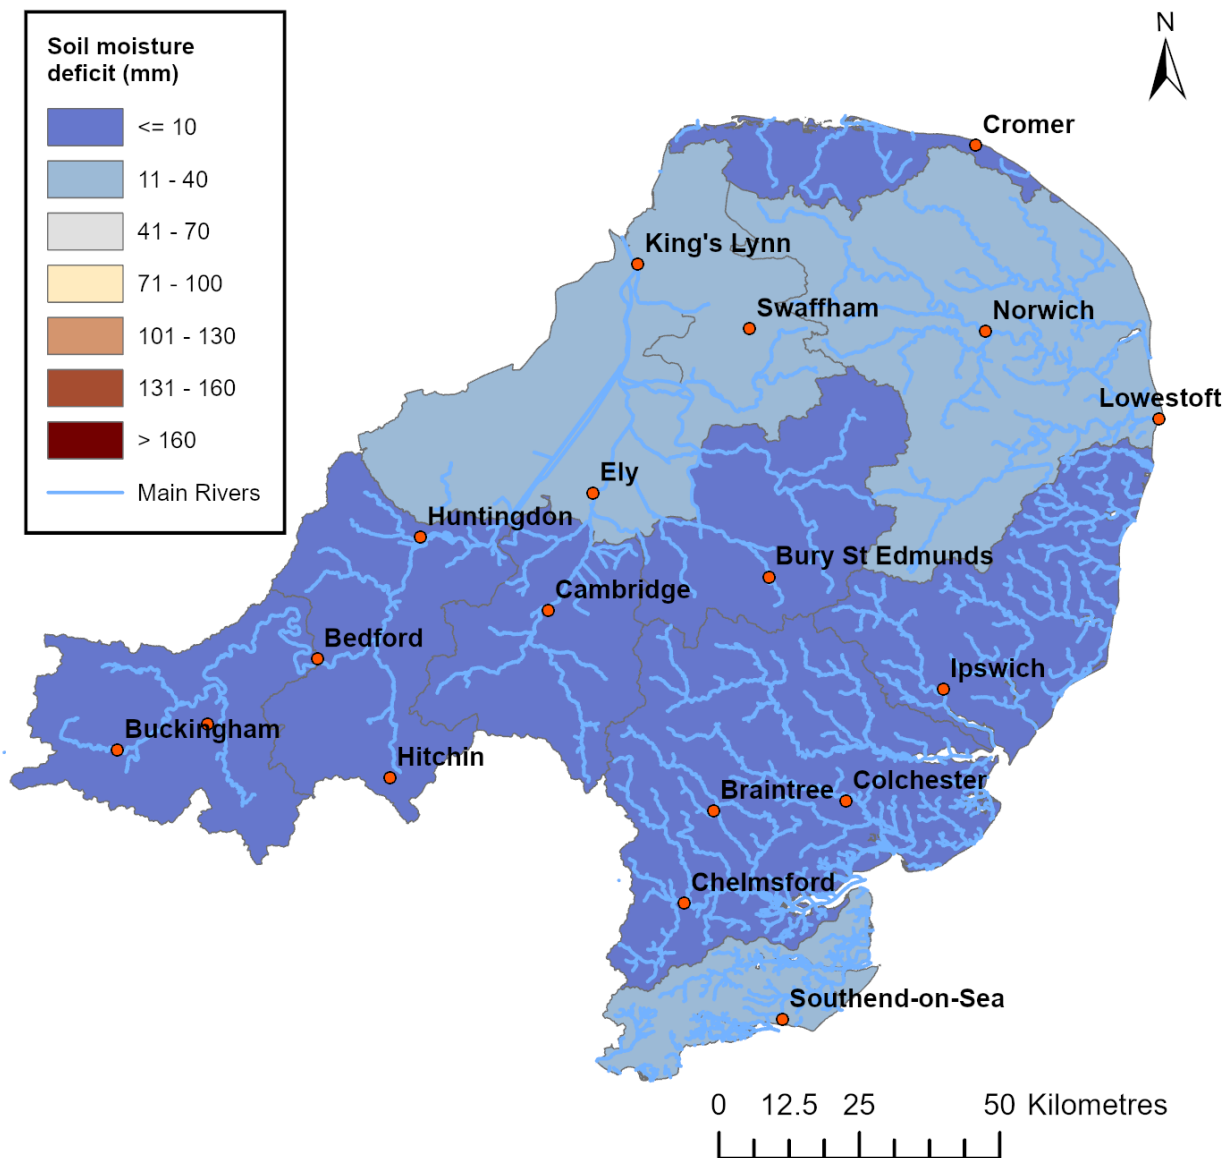 Soil moisture
deficit (mm)
<= 10
11 - 40
41 - 70
71 - 100
101 - 130
131 - 160
> 160
Main Rivers
N
Cromer
King's Lynn
Swaffham
Norwich
Lowestoft
Ely
Huntingdon
Bury St Edmunds
Cambridge
Bedford
Ipswich
Buckingham
Hitchin
Colchester
Braintree
Chelmsford
Southend-on-Sea
0 12.5 25 50 Kilometres